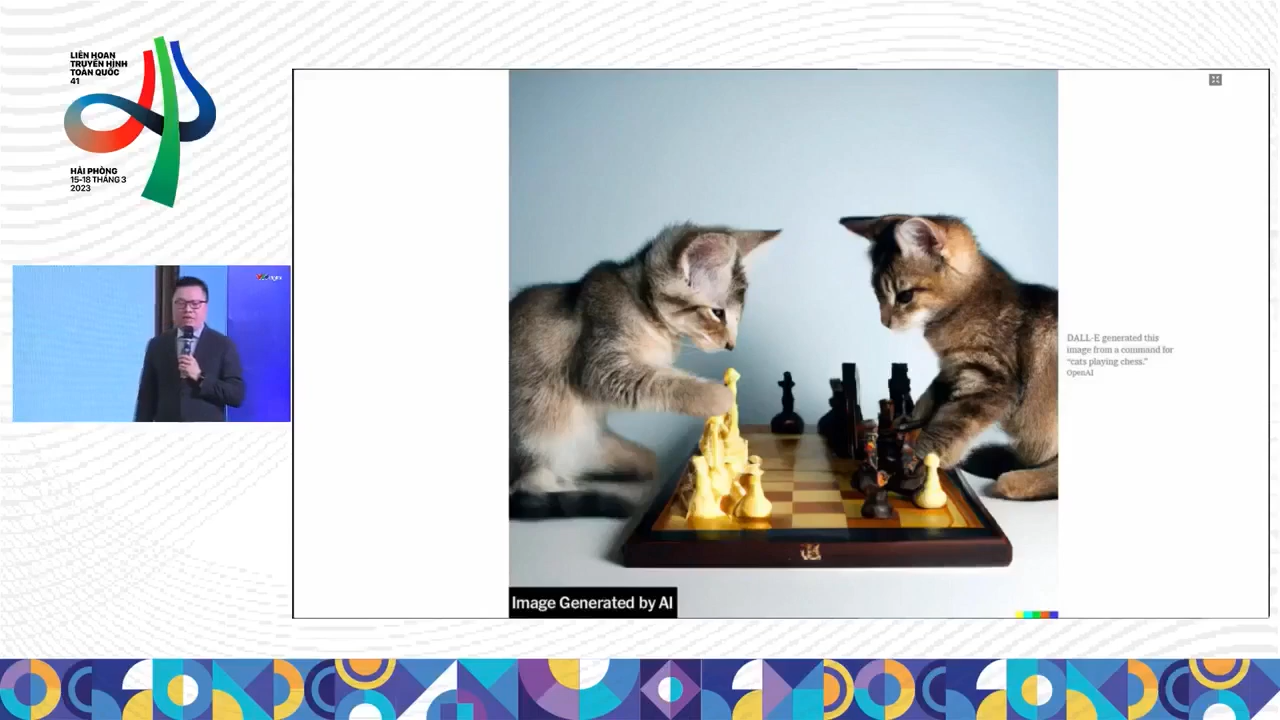 LIÊN HOAN
TRUYỀN HÌNH
TOÀN QUỐC
41
HẢI PHÒNG
15-18 THÁNG 3
2023
DALL-E generated this
image from a command for
“cats playing chess.”
OpenAI
Image Generated by AI